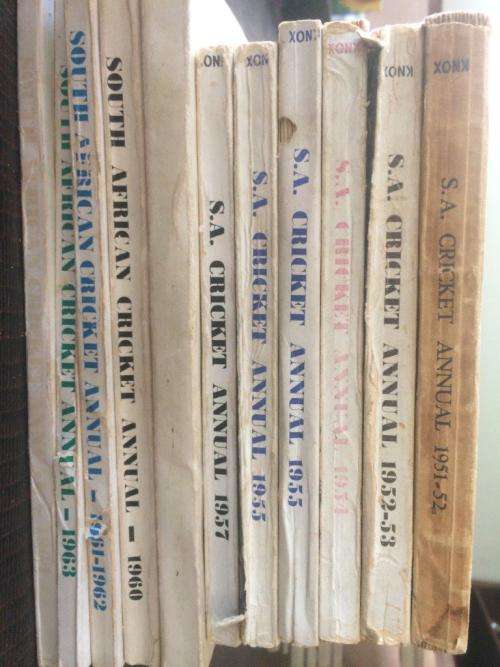 SOUTH AFRICAN CRICKET ANNUAL – 1963
SOUTH AFRICAN CRICKET ANNUAL – 1961-1962
SOUTH AFRICAN CRICKET ANNUAL – 1960
S.A. CRICKET ANNUAL 1957
KNOX
S.A. CRICKET ANNUAL 1955
KNOX
S.A. CRICKET ANNUAL 1955
KNOX
S.A. CRICKET ANNUAL 1954
KNOX
S.A. CRICKET ANNUAL 1952-53
KNOX
S.A. CRICKET ANNUAL 1951-52